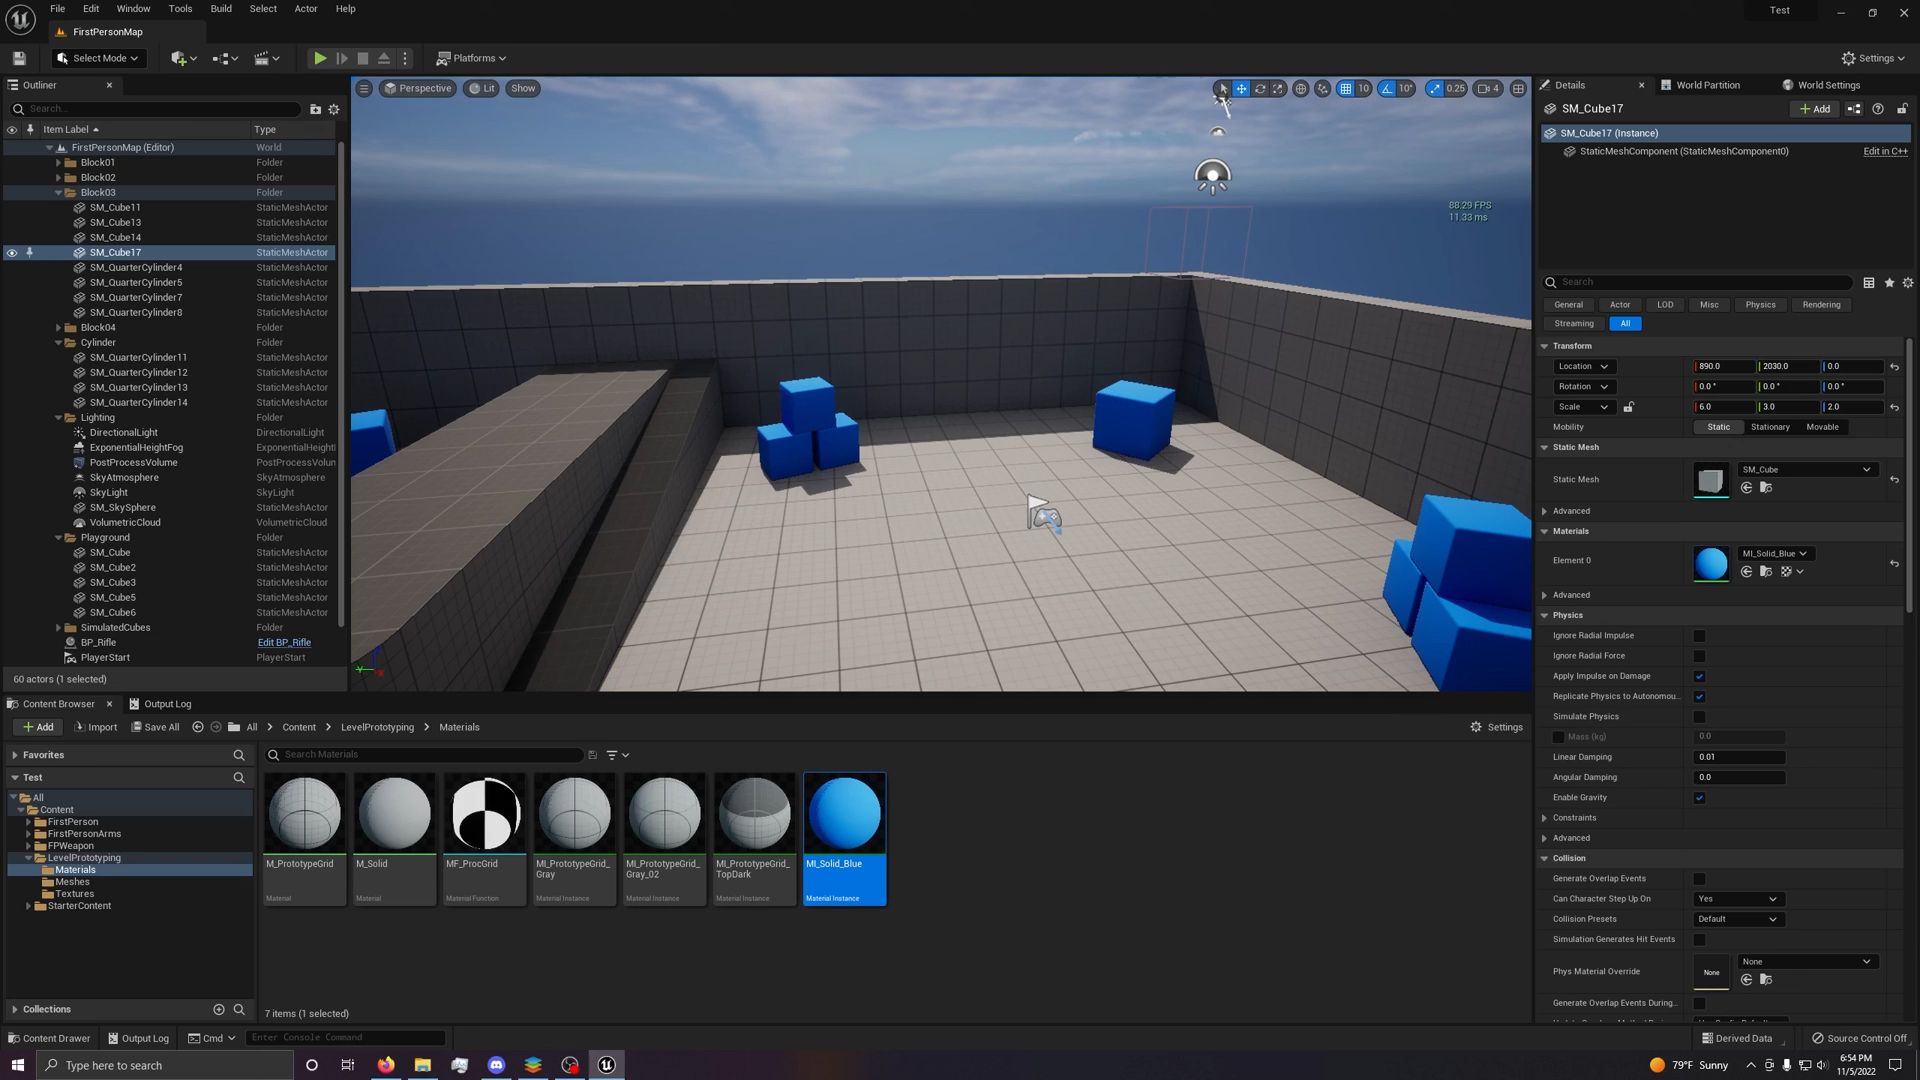 File Edit Window Tools Build Select Actor Help
Test
FirstPersonMap
Select Mode
Platforms
Settings
Outliner
Search...
Item Label
Type
FirstPersonMap (Editor) World
Block01 Folder
Block02 Folder
Block03 Folder
SM_Cube11 StaticMeshActor
SM_Cube13 StaticMeshActor
SM_Cube14 StaticMeshActor
SM_Cube17 StaticMeshActor
SM_QuarterCylinder4 StaticMeshActor
SM_QuarterCylinder5 StaticMeshActor
SM_QuarterCylinder7 StaticMeshActor
SM_QuarterCylinder8 StaticMeshActor
Block04 Folder
Cylinder Folder
SM_QuarterCylinder11 StaticMeshActor
SM_QuarterCylinder12 StaticMeshActor
SM_QuarterCylinder13 StaticMeshActor
SM_QuarterCylinder14 StaticMeshActor
Lighting Folder
DirectionalLight DirectionalLight
ExponentialHeightFog ExponentialHeightI
PostProcessVolume PostProcessVolum
SkyAtmosphere SkyAtmosphere
SkyLight SkyLight
SM_SkySphere StaticMeshActor
VolumetricCloud VolumetricCloud
Playground Folder
SM_Cube StaticMeshActor
SM_Cube2 StaticMeshActor
SM_Cube3 StaticMeshActor
SM_Cube5 StaticMeshActor
SM_Cube6 StaticMeshActor
SimulatedCubes Folder
BP_Rifle Edit BP_Rifle
PlayerStart PlayerStart
60 actors (1 selected)
Perspective Lit Show
10 10° 0.25 4
88.29 FPS
11.33 ms
Details World Partition World Settings
SM_Cube17
Add
SM_Cube17 (Instance)
StaticMeshComponent (StaticMeshComponent0) Edit in C++
Search
General Actor LOD Misc Physics Rendering
Streaming All
Transform
Location 890.0 2030.0 0.0
Rotation 0.0° 0.0° 0.0°
Scale 6.0 3.0 2.0
Mobility Static Stationary Movable
Static Mesh
Static Mesh SM_Cube
Advanced
Materials
Element 0 MI_Solid_Blue
Advanced
Physics
Ignore Radial Impulse
Ignore Radial Force
Apply Impulse on Damage
Replicate Physics to Autonomou...
Simulate Physics
Mass (kg) 0.0
Linear Damping 0.01
Angular Damping 0.0
Enable Gravity
Constraints
Advanced
Collision
Generate Overlap Events
Can Character Step Up On Yes
Collision Presets Default
Simulation Generates Hit Events
Phys Material Override None None
Generate Overlap Events During...
Content Browser Output Log
Add Import Save All All > Content > LevelPrototyping > Materials Settings
Favorites
Test
All
Content
FirstPerson
FirstPersonArms
FPWeapon
LevelPrototyping
Materials
Meshes
Textures
StarterContent
Collections
Search Materials
M_PrototypeGrid
Material
M_Solid
Material
MF_ProcGrid
Material Function
MI_PrototypeGrid_
Gray
Material Instance
MI_PrototypeGrid_
Gray_02
Material Instance
MI_PrototypeGrid_
TopDark
Material Instance
MI_Solid_Blue
Material Instance
7 items (1 selected)
Content Drawer Output Log Cmd Enter Console Command
Derived Data Source Control Off
Type here to search
79°F Sunny
6:54 PM
11/5/2022